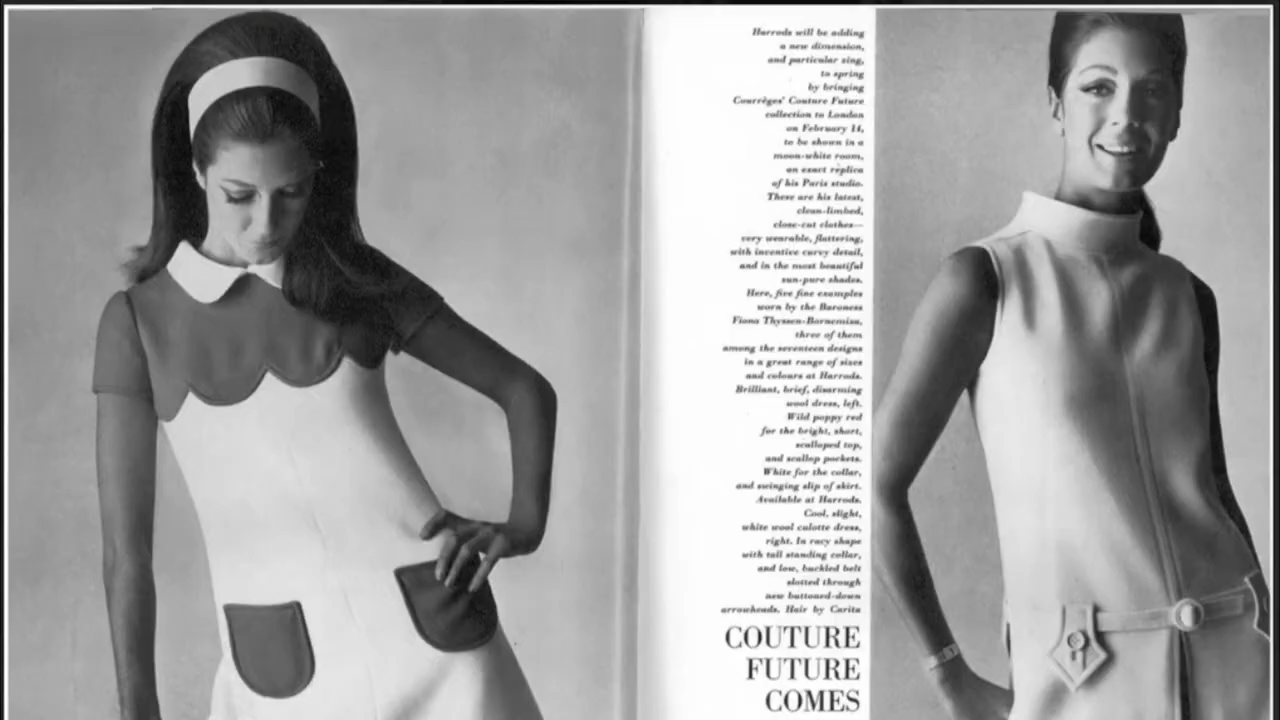 Harrods will be adding
a new dimension,
and particular zing,
to spring
by bringing
Courrèges' Couture Future
collection to London
on February 14,
to be shown in a
moon-white room,
an exact replica
of his Paris studio.
These are his latest,
clean-limbed,
close-cut clothes—
very wearable, flattering,
with inventive curvy detail,
and in the most beautiful
sun-pure shades.
Here, five fine examples
worn by the Baroness
Fiona Thyssen-Bornemisa,
three of them
among the seventeen designs
in a great range of sizes
and colours at Harrods.
Brilliant, brief, disarming
wool dress, left.
Wild poppy red
for the bright, short,
scalloped top,
and scallop pockets.
White for the collar,
and swinging slip of skirt.
Available at Harrods.
Cool, slight,
white wool culotte dress,
right. In racy shape
with tall standing collar,
and low, buckled belt
slotted through
new buttoned-down
arrowheads. Hair by Carita
COUTURE
FUTURE
COMES